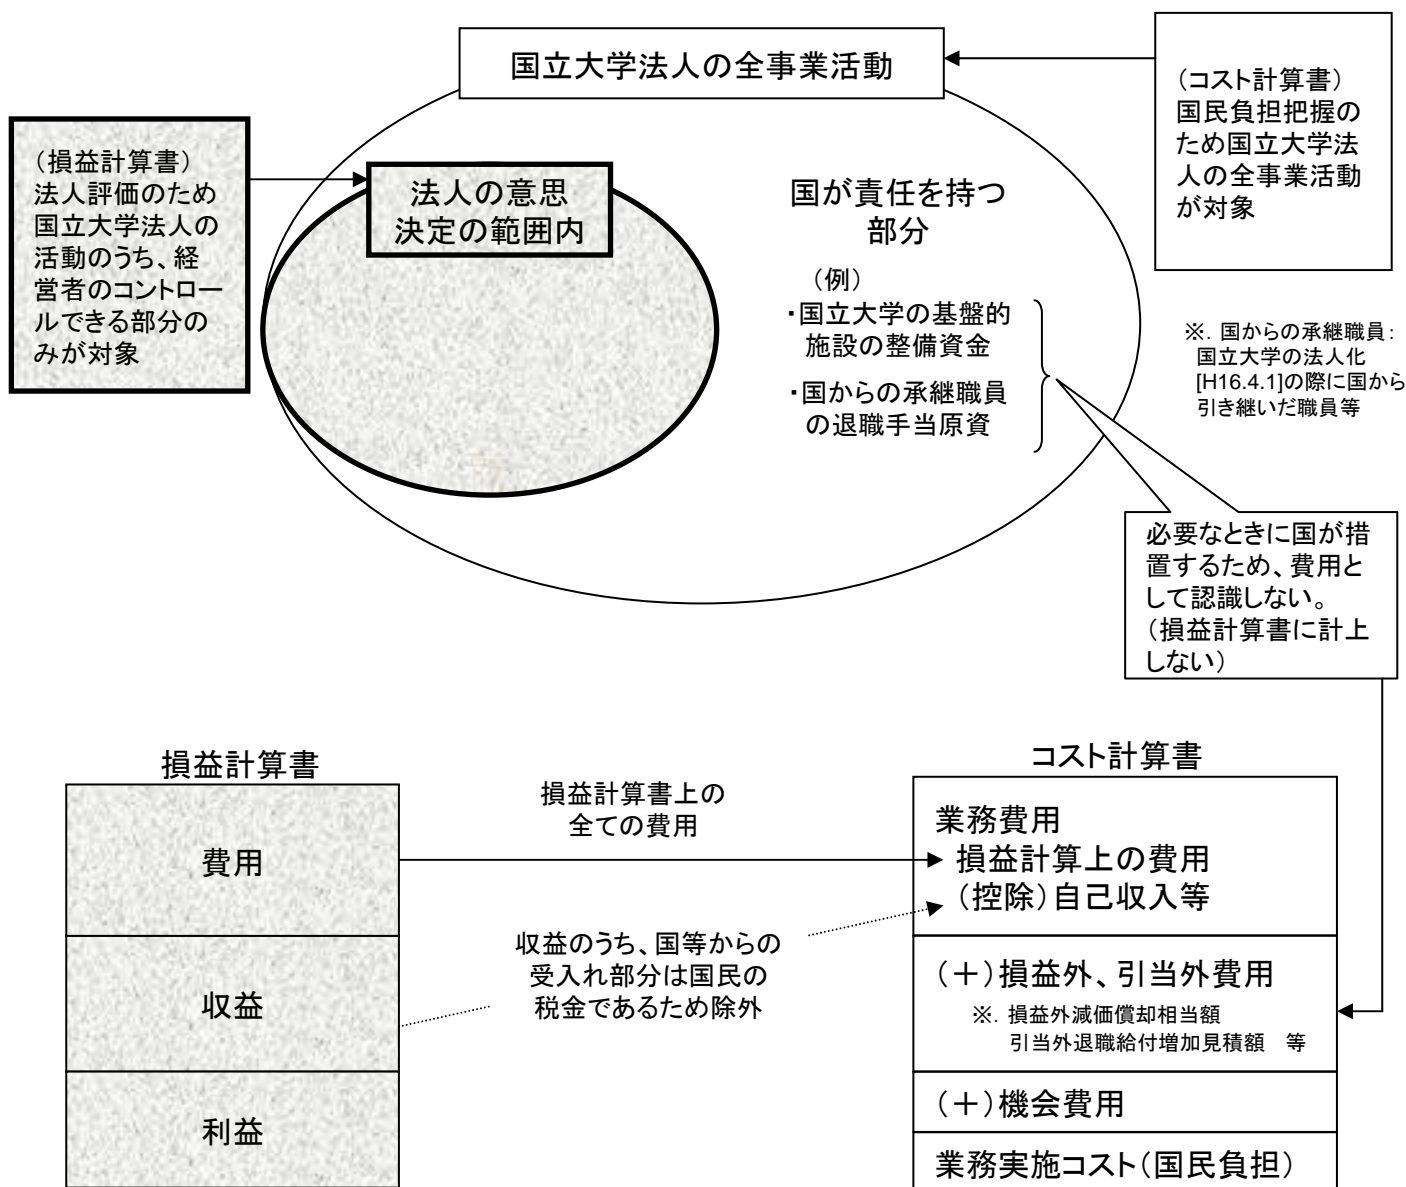 国立大学法人の全事業活動
(コスト計算書)
国民負担把握の
ため国立大学法
人の全事業活動
が対象
(損益計算書)
法人評価のため
国立大学法人の
活動のうち、経
営者のコントロー
ルできる部分の
みが対象
法人の意思
決定の範囲内
国が責任を持つ
部分
(例)
・国立大学の基盤的
施設の整備資金
・国からの承継職員
の退職手当原資
※. 国からの承継職員:
国立大学の法人化
[H16.4.1]の際に国から
引き継いだ職員等
必要なときに国が措
置するため、費用と
して認識しない。
(損益計算書に計上
しない)
損益計算書
費用
収益
利益
損益計算書上の
全ての費用
収益のうち、国等からの
受入れ部分は国民の
税金であるため除外
コスト計算書
業務費用
損益計算上の費用
(控除)自己収入等
(+)損益外、引当外費用
※. 損益外減価償却相当額
引当外退職給付増加見積額 等
(+)機会費用
業務実施コスト(国民負担)